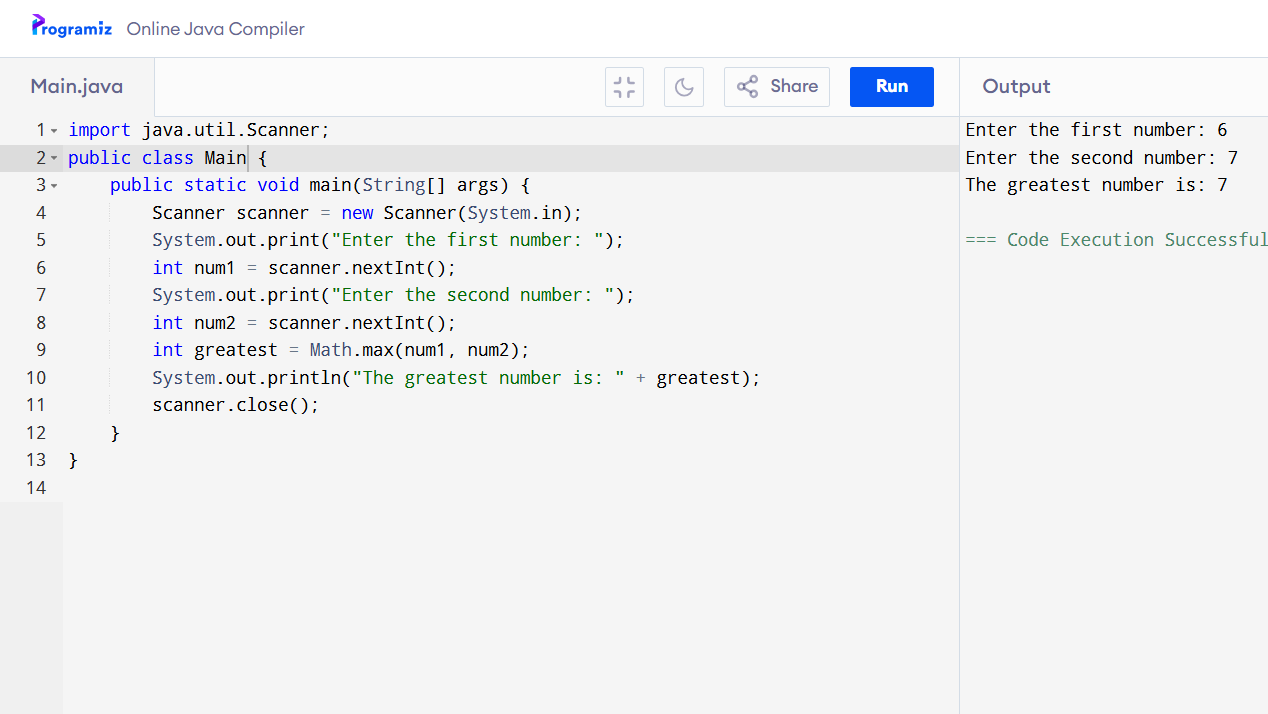 Programiz Online Java Compiler
Main.java
Share
Run
Output
1 import java.util.Scanner;
2 public class Main {
3     public static void main(String[] args) {
4         Scanner scanner = new Scanner(System.in);
5         System.out.print("Enter the first number: ");
6         int num1 = scanner.nextInt();
7         System.out.print("Enter the second number: ");
8         int num2 = scanner.nextInt();
9         int greatest = Math.max(num1, num2);
10         System.out.println("The greatest number is: " + greatest);
11         scanner.close();
12     }
13 }
14
Enter the first number: 6
Enter the second number: 7
The greatest number is: 7
=== Code Execution Successful